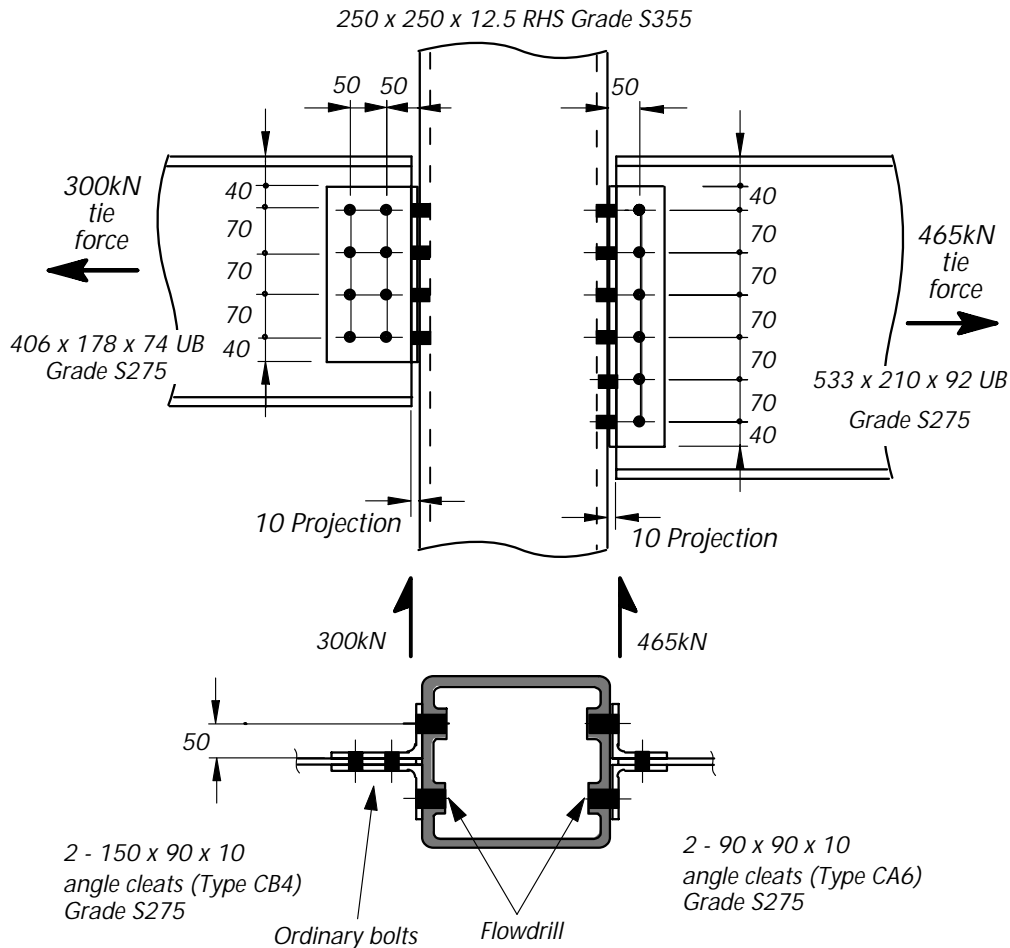 250 x 250 x 12.5 RHS Grade S355
50
50
50
300kN
tie
force
40
70
70
70
40
406 x 178 x 74 UB
Grade S275
40
70
70
70
70
70
40
465kN
tie
force
533 x 210 x 92 UB
Grade S275
10 Projection
10 Projection
300kN
465kN
50
2 - 150 x 90 x 10
angle cleats (Type CB4)
Grade S275
Ordinary bolts
Flowdrill
2 - 90 x 90 x 10
angle cleats (Type CA6)
Grade S275